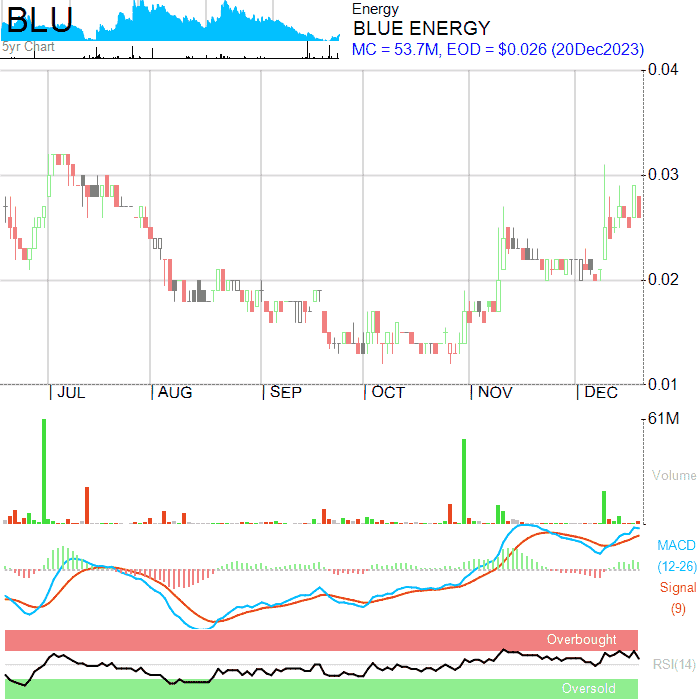 BLU
5yr Chart
Energy
BLUE ENERGY
MC = 53.7M, EOD = $0.026 (20Dec2023)
0.04
0.03
0.02
0.01
JUL AUG SEP OCT NOV DEC
61M
Volume
MACD
(12-26)
Signal
(9)
Overbought
RSI(14)
Oversold